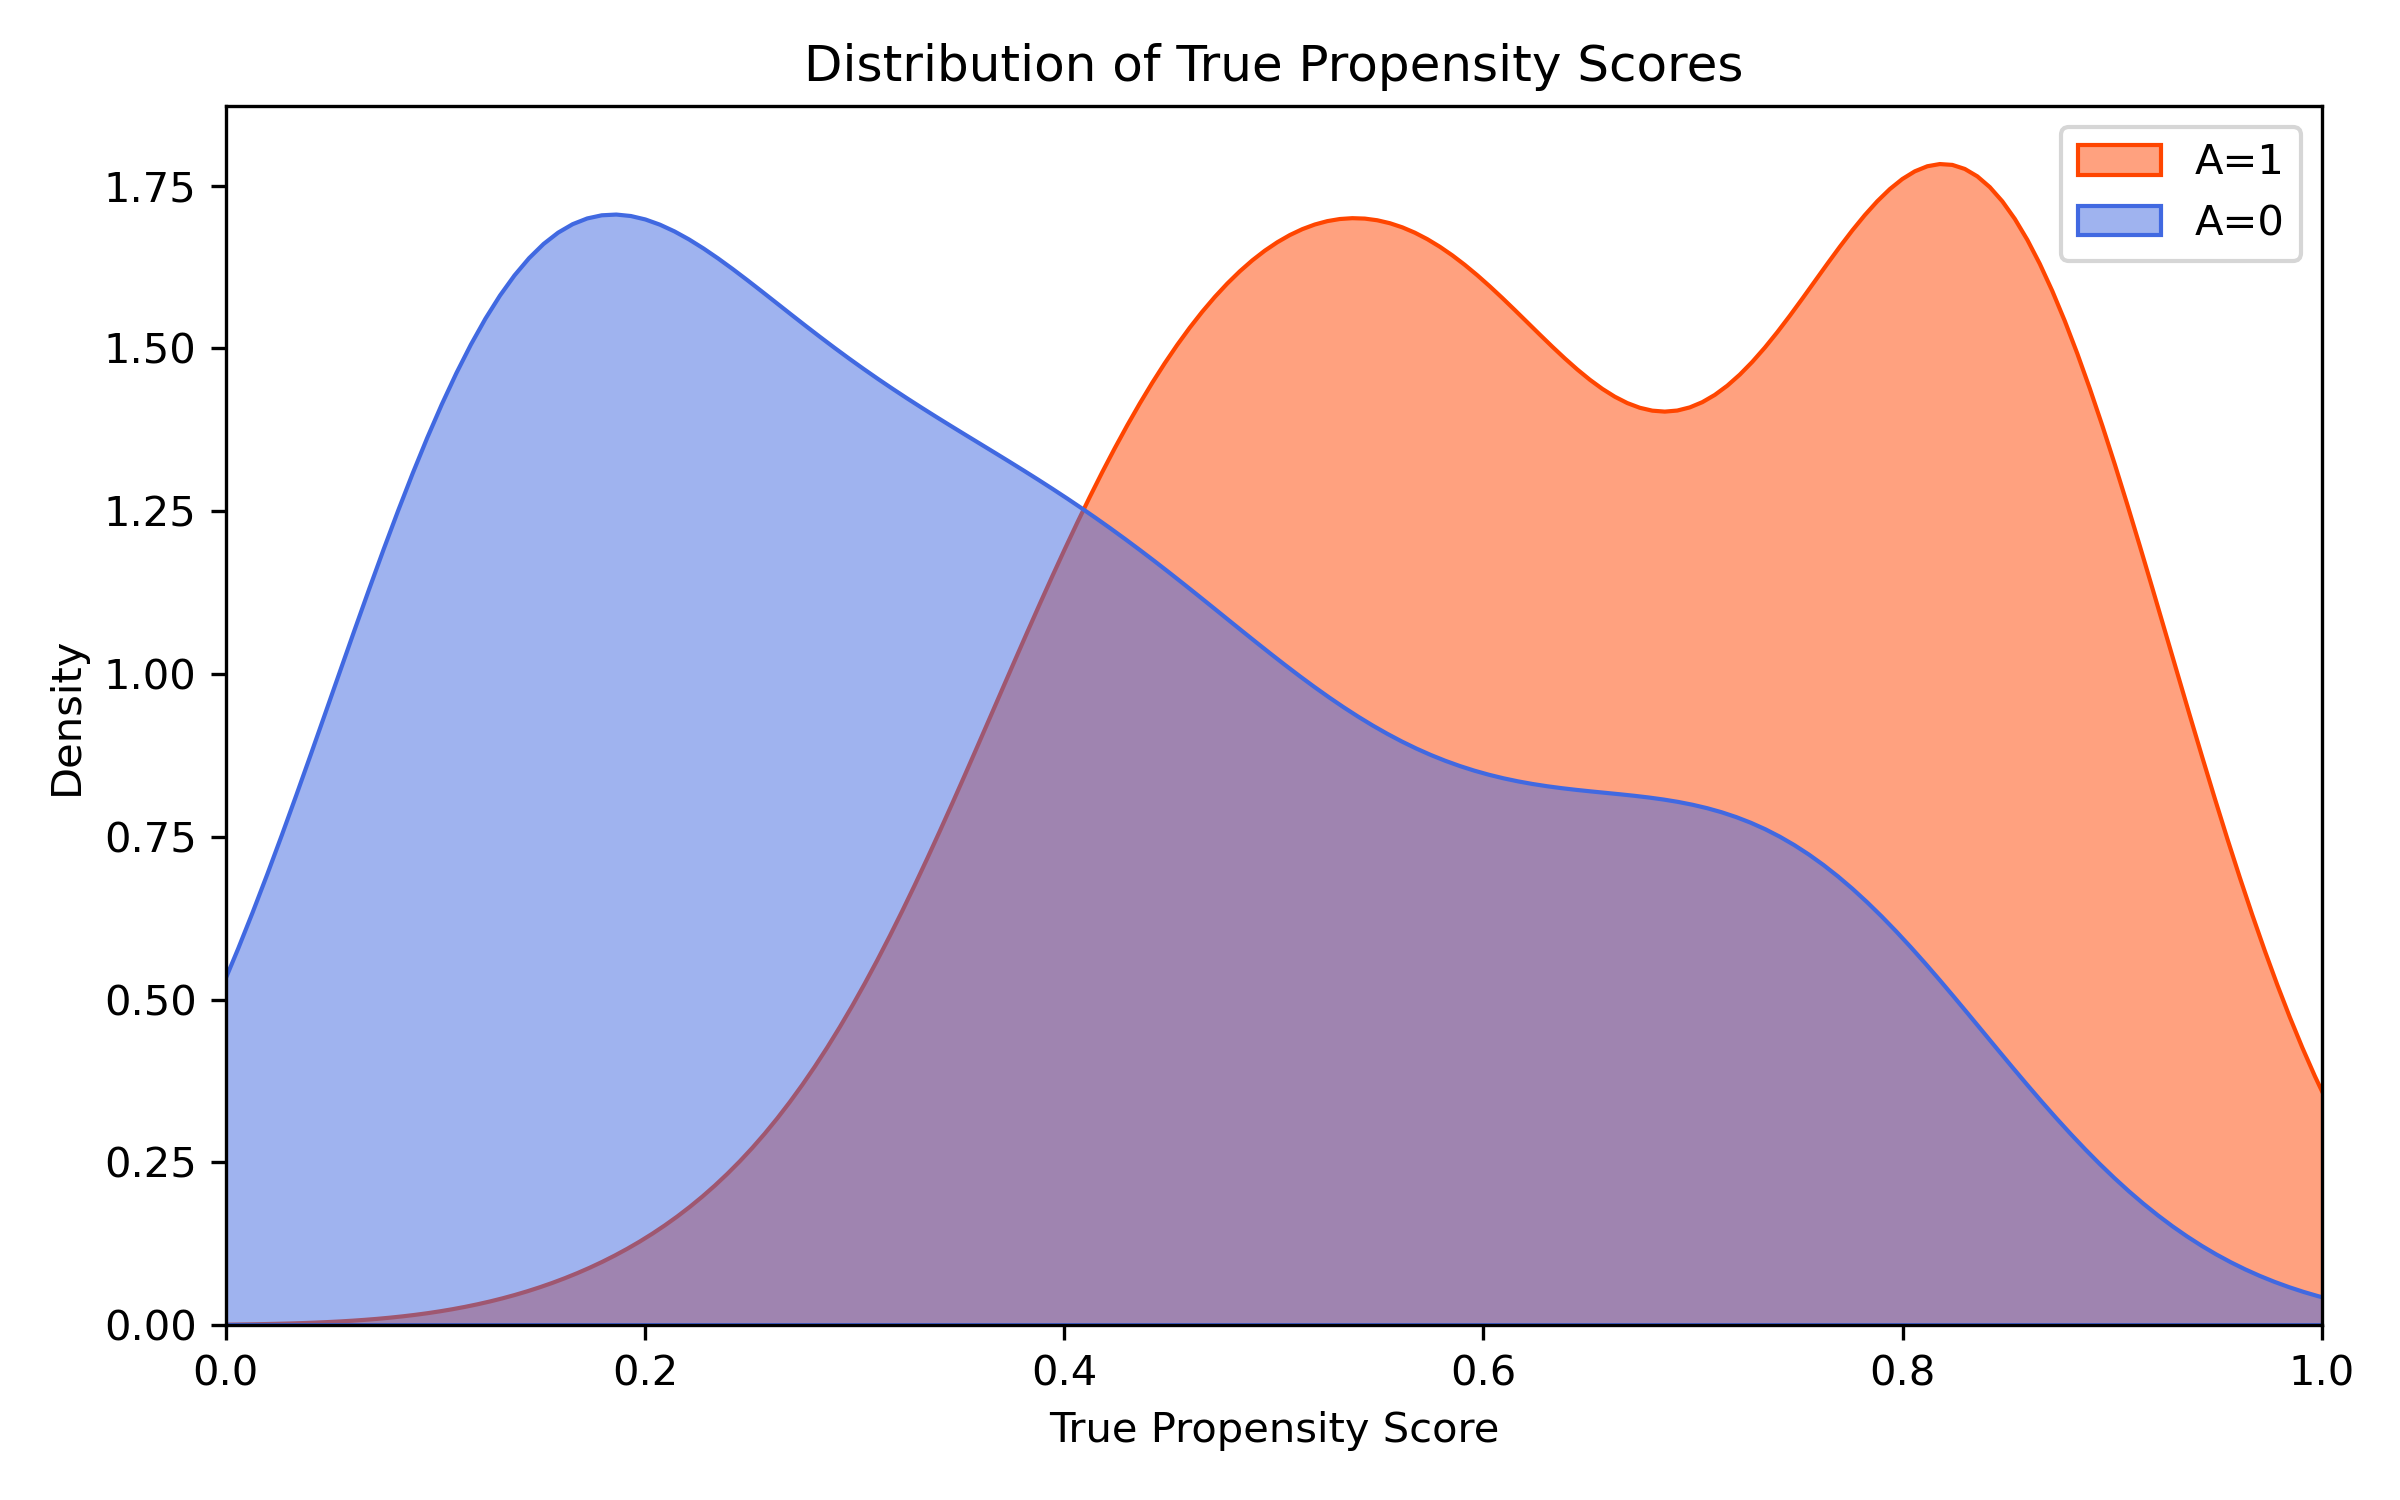 Distribution of True Propensity Scores
A=1
A=0
1.75
1.50
1.25
1.00
0.75
0.50
0.25
0.00
Density
0.0 0.2 0.4 0.6 0.8 1.0
True Propensity Score